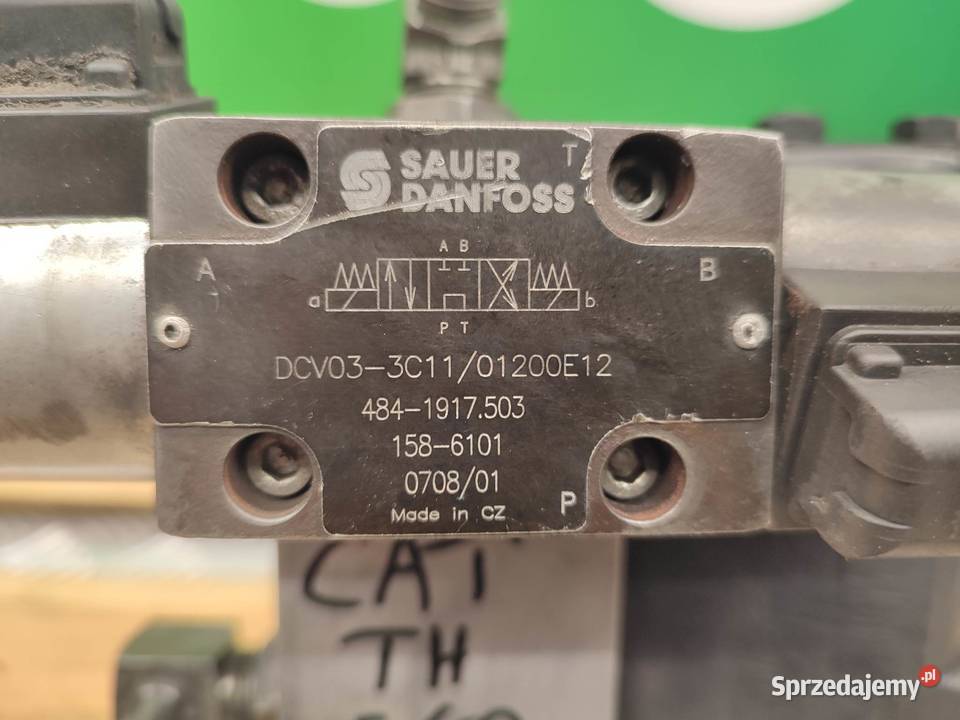 SAUER
DANFOSS
T
A
B
A B
a
b
P T
DCV03-3C11/01200E12
484-1917.503
158-6101
0708/01
Made in CZ
P
CAT
TH
Sprzedajemy.pl